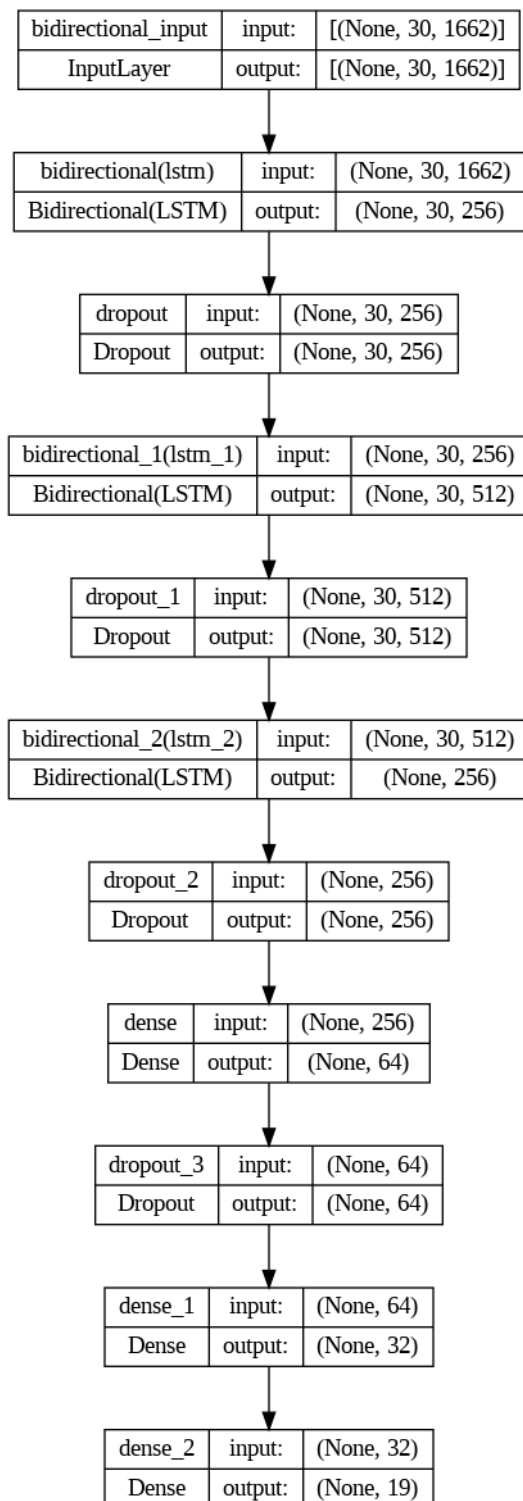 bidirectional_input input: [(None, 30, 1662)]
InputLayer output: [(None, 30, 1662)]
bidirectional(lstm) input: (None, 30, 1662)
Bidirectional(LSTM) output: (None, 30, 256)
dropout input: (None, 30, 256)
Dropout output: (None, 30, 256)
bidirectional_1(lstm_1) input: (None, 30, 256)
Bidirectional(LSTM) output: (None, 30, 512)
dropout_1 input: (None, 30, 512)
Dropout output: (None, 30, 512)
bidirectional_2(lstm_2) input: (None, 30, 512)
Bidirectional(LSTM) output: (None, 256)
dropout_2 input: (None, 256)
Dropout output: (None, 256)
dense input: (None, 256)
Dense output: (None, 64)
dropout_3 input: (None, 64)
Dropout output: (None, 64)
dense_1 input: (None, 64)
Dense output: (None, 32)
dense_2 input: (None, 32)
Dense output: (None, 19)